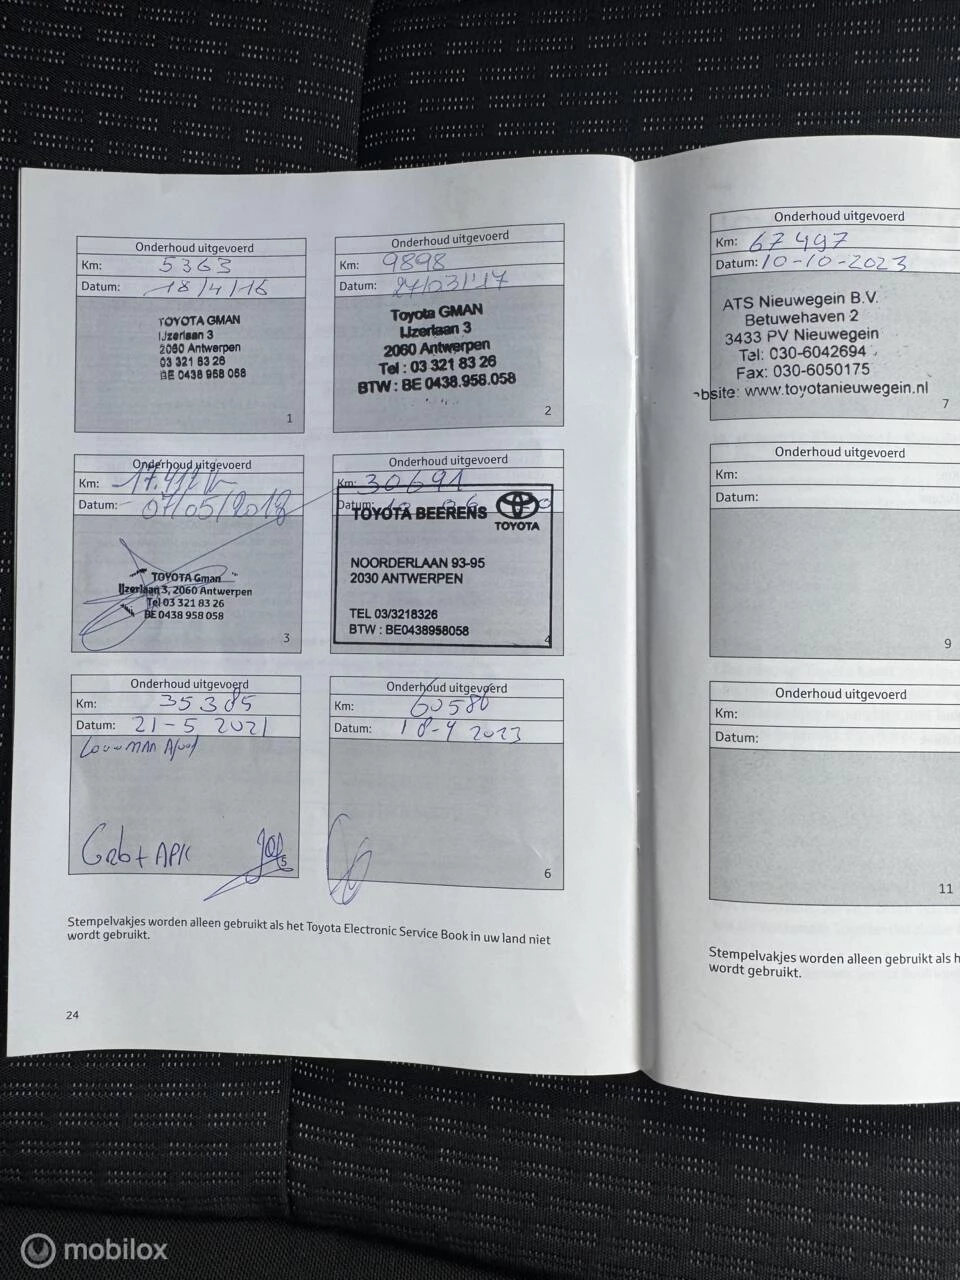 Onderhoud uitgevoerd
Km: 5363
Datum: 18/4/16
TOYOTA GMAN
IJzerlaan 3
2060 Antwerpen
03 321 83 26
BE 0438 958 058
1
Onderhoud uitgevoerd
Km: 9898
Datum: 27/03/'17
Toyota GMAN
IJzerlaan 3
2060 Antwerpen
Tel : 03 321 83 26
BTW : BE 0438.958.058
2
Onderhoud uitgevoerd
Km: 17.412
Datum: 07/05/2018
TOYOTA Gman
IJzerlaan 3, 2060 Antwerpen
Tel 03 321 83 26
BE 0438 958 058
3
Onderhoud uitgevoerd
Km: 30691
Datum:
TOYOTA BEERENS
TOYOTA
NOORDERLAAN 93-95
2030 ANTWERPEN
TEL 03/3218326
BTW : BE0438958058
4
Onderhoud uitgevoerd
Km: 35385
Datum: 21-5 2021
Louwman
+ APK
5
Onderhoud uitgevoerd
Km: 60586
Datum: 18-4 2023
6
Stempelvakjes worden alleen gebruikt als het Toyota Electronic Service Book in uw land niet
wordt gebruikt.
24
Onderhoud uitgevoerd
Km: 67497
Datum: 10-10-2023
ATS Nieuwegein B.V.
Betuwehaven 2
3433 PV Nieuwegein
Tel: 030-6042694
Fax: 030-6050175
bsite: www.toyotanieuwegein.nl
7
Onderhoud uitgevoerd
Km:
Datum:
9
Onderhoud uitgevoerd
Km:
Datum:
11
Stempelvakjes worden alleen gebruikt als h
wordt gebruikt.
mobilox